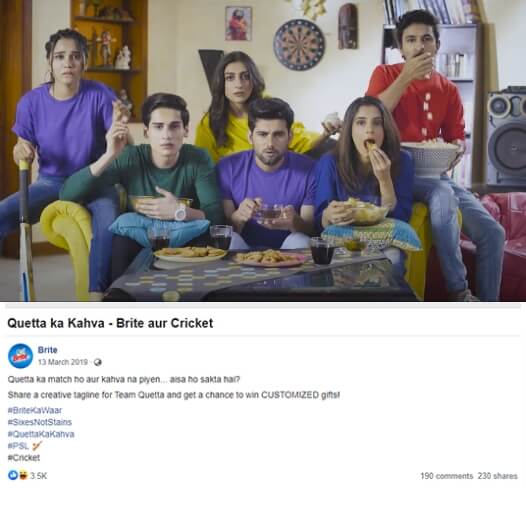 Quetta ka Kahva - Brite aur Cricket
Brite
Brite
13 March 2019 ·
Quetta ka match ho aur kahva na piyen... aisa ho sakta hai?
Share a creative tagline for Team Quetta and get a chance to win CUSTOMIZED gifts!
#BriteKaWaar
#SixesNotStains
#QuettaKaKahva
#PSL
#Cricket
3.5K
190 comments 230 shares